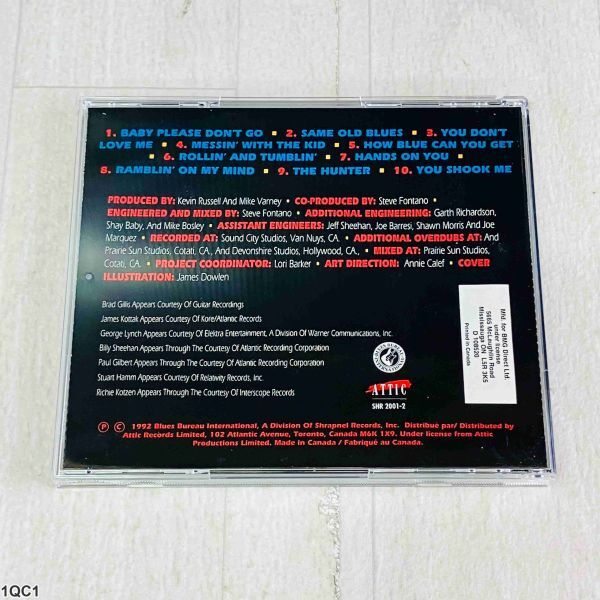 1. BABY PLEASE DON'T GO ▪ 2. SAME OLD BLUES ▪ 3. YOU DON'T
LOVE ME ▪ 4. MESSIN' WITH THE KID ▪ 5. HOW BLUE CAN YOU GET
▪ 6. ROLLIN' AND TUMBLIN' ▪ 7. HANDS ON YOU ▪
8. RAMBLIN' ON MY MIND ▪ 9. THE HUNTER ▪ 10. YOU SHOOK ME
PRODUCED BY: Kevin Russell And Mike Varney ▪ CO-PRODUCED BY: Steve Fontano ▪
ENGINEERED AND MIXED BY: Steve Fontano ▪ ADDITIONAL ENGINEERING: Garth Richardson,
Shay Baby, And Mike Bosley ▪ ASSISTANT ENGINEERS: Jeff Sheehan, Joe Barresi, Shawn Morris And Joe
Marquez ▪ RECORDED AT: Sound City Studios, Van Nuys, CA. ▪ ADDITIONAL OVERDUBS AT: And
Prairie Sun Studios, Cotati, CA., And Devonshire Studios, Hollywood, CA., ▪ MIXED AT: Prairie Sun Studios,
Cotati, CA. ▪ PROJECT COORDINATOR: Lori Barker ▪ ART DIRECTION: Annie Calef ▪ COVER
ILLUSTRATION: James Dowlen
Brad Gillis Appears Courtesy Of Guitar Recordings
James Kottak Appears Courtesy Of Kore/Atlantic Records
George Lynch Appears Courtesy Of Elektra Entertainment, A Division Of Warner Communications, Inc.
Billy Sheehan Appears Through The Courtesy Of Atlantic Recording Corporation
Paul Gilbert Appears Through The Courtesy Of Atlantic Recording Corporation
Stuart Hamm Appears Courtesy Of Relativity Records, Inc.
Richie Kotzen Appears Through The Courtesy Of Interscope Records
Mfd. for BMG Direct Ltd.
under license
5665 McLaughlin Road
Mississauga ON L5R 3K5
D 108520
Printed in Canada
BLUES BUREAU
INTERNATIONAL
ATTIC
SHR 2001-2
Ⓟ © 1992 Blues Bureau International, A Division Of Shrapnel Records, Inc. Distribué par/ Distributed by
Attic Records Limited, 102 Atlantic Avenue, Toronto, Canada M6K 1X9. Under license from Attic
Productions Limited. Made in Canada / Fabriqué au Canada.
1QC1